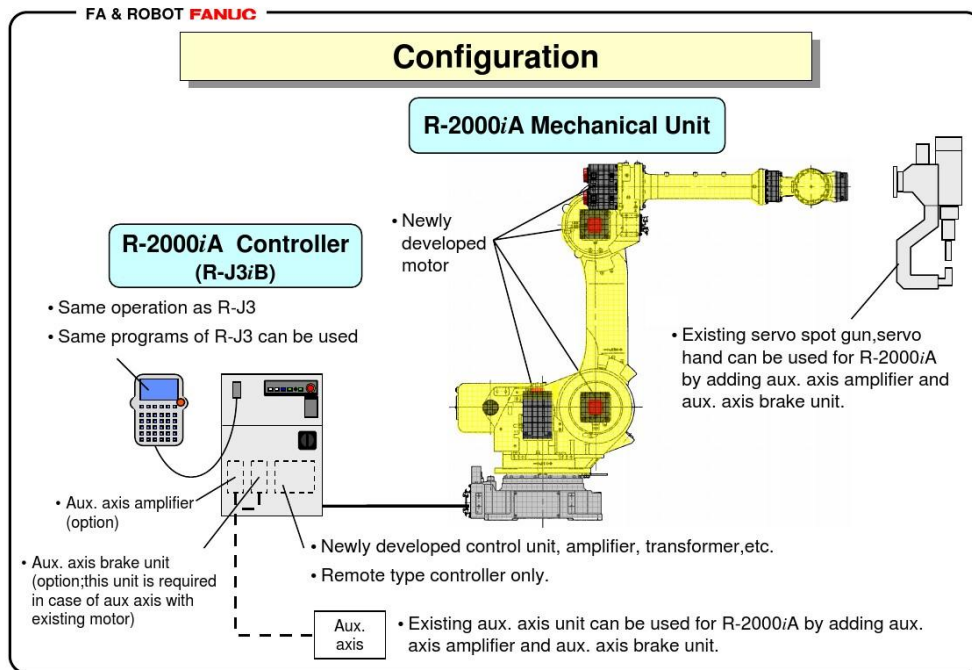 FA & ROBOT FANUC
Configuration
R-2000iA Mechanical Unit
• Newly
developed
motor
R-2000iA Controller
(R-J3iB)
• Same operation as R-J3
• Same programs of R-J3 can be used
• Existing servo spot gun,servo
hand can be used for R-2000iA
by adding aux. axis amplifier and
aux. axis brake unit.
• Aux. axis amplifier
(option)
• Aux. axis brake unit
(option;this unit is required
in case of aux axis with
existing motor)
• Newly developed control unit, amplifier, transformer,etc.
• Remote type controller only.
Aux.
axis
• Existing aux. axis unit can be used for R-2000iA by adding aux.
axis amplifier and aux. axis brake unit.